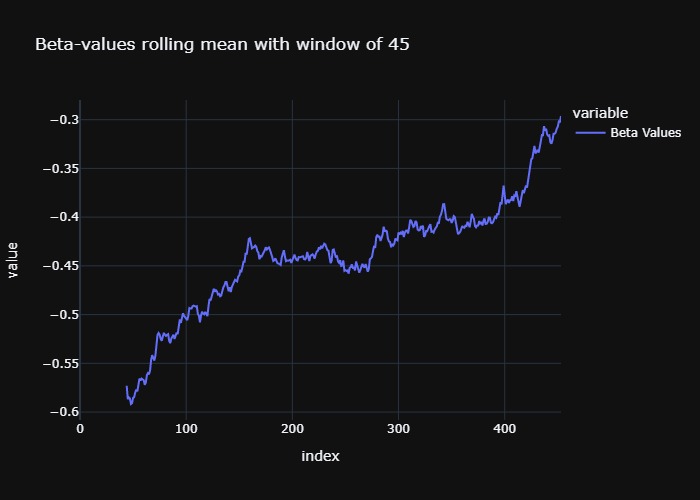 Beta-values rolling mean with window of 45
variable
Beta Values
−0.3
−0.35
−0.4
−0.45
−0.5
−0.55
−0.6
value
0 100 200 300 400
index